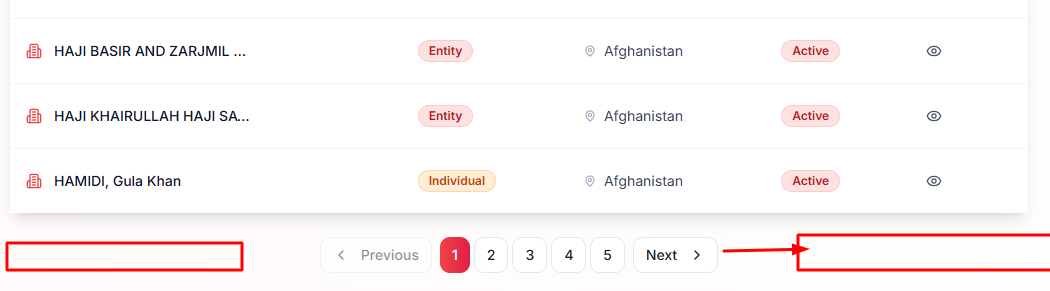 HAJI BASIR AND ZARJMIL ... Entity Afghanistan Active
HAJI KHAIRULLAH HAJI SA... Entity Afghanistan Active
HAMIDI, Gula Khan Individual Afghanistan Active
Previous 1 2 3 4 5 Next